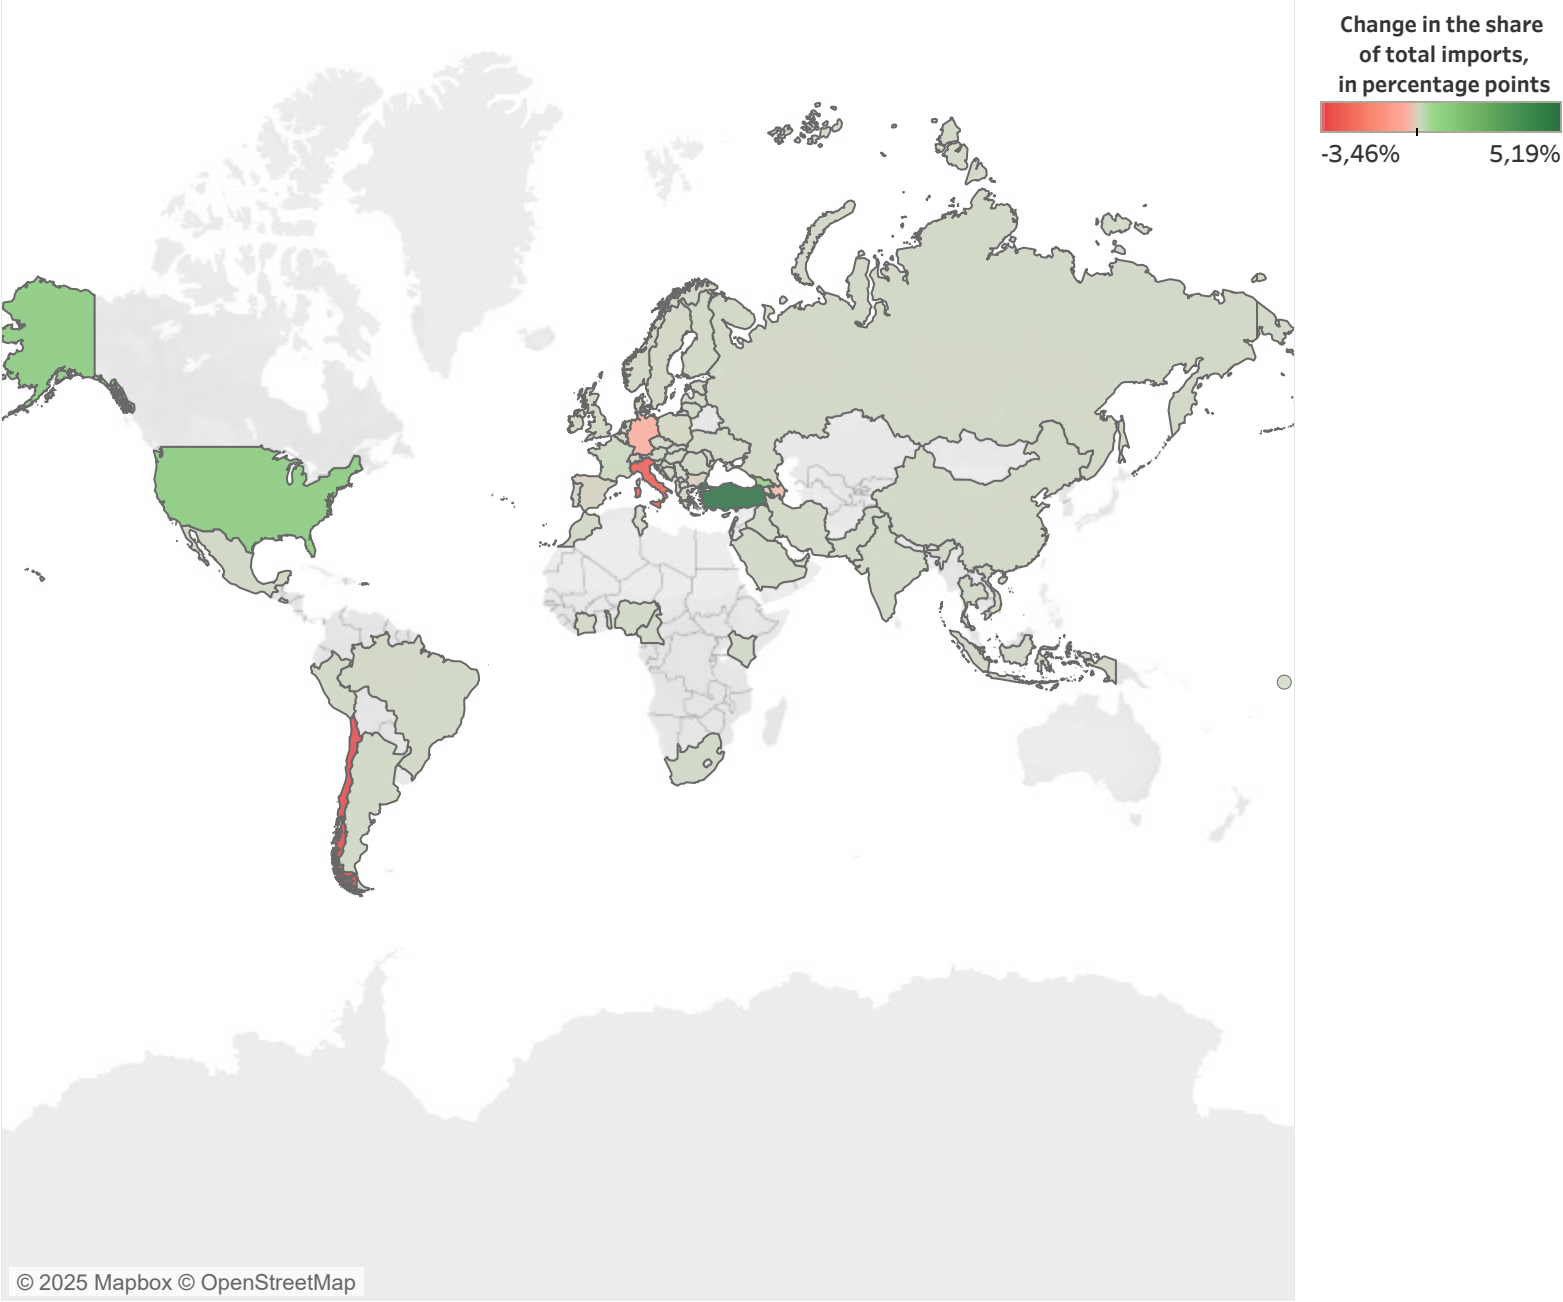 Change in the share
of total imports,
in percentage points
-3,46% 5,19%
© 2025 Mapbox © OpenStreetMap